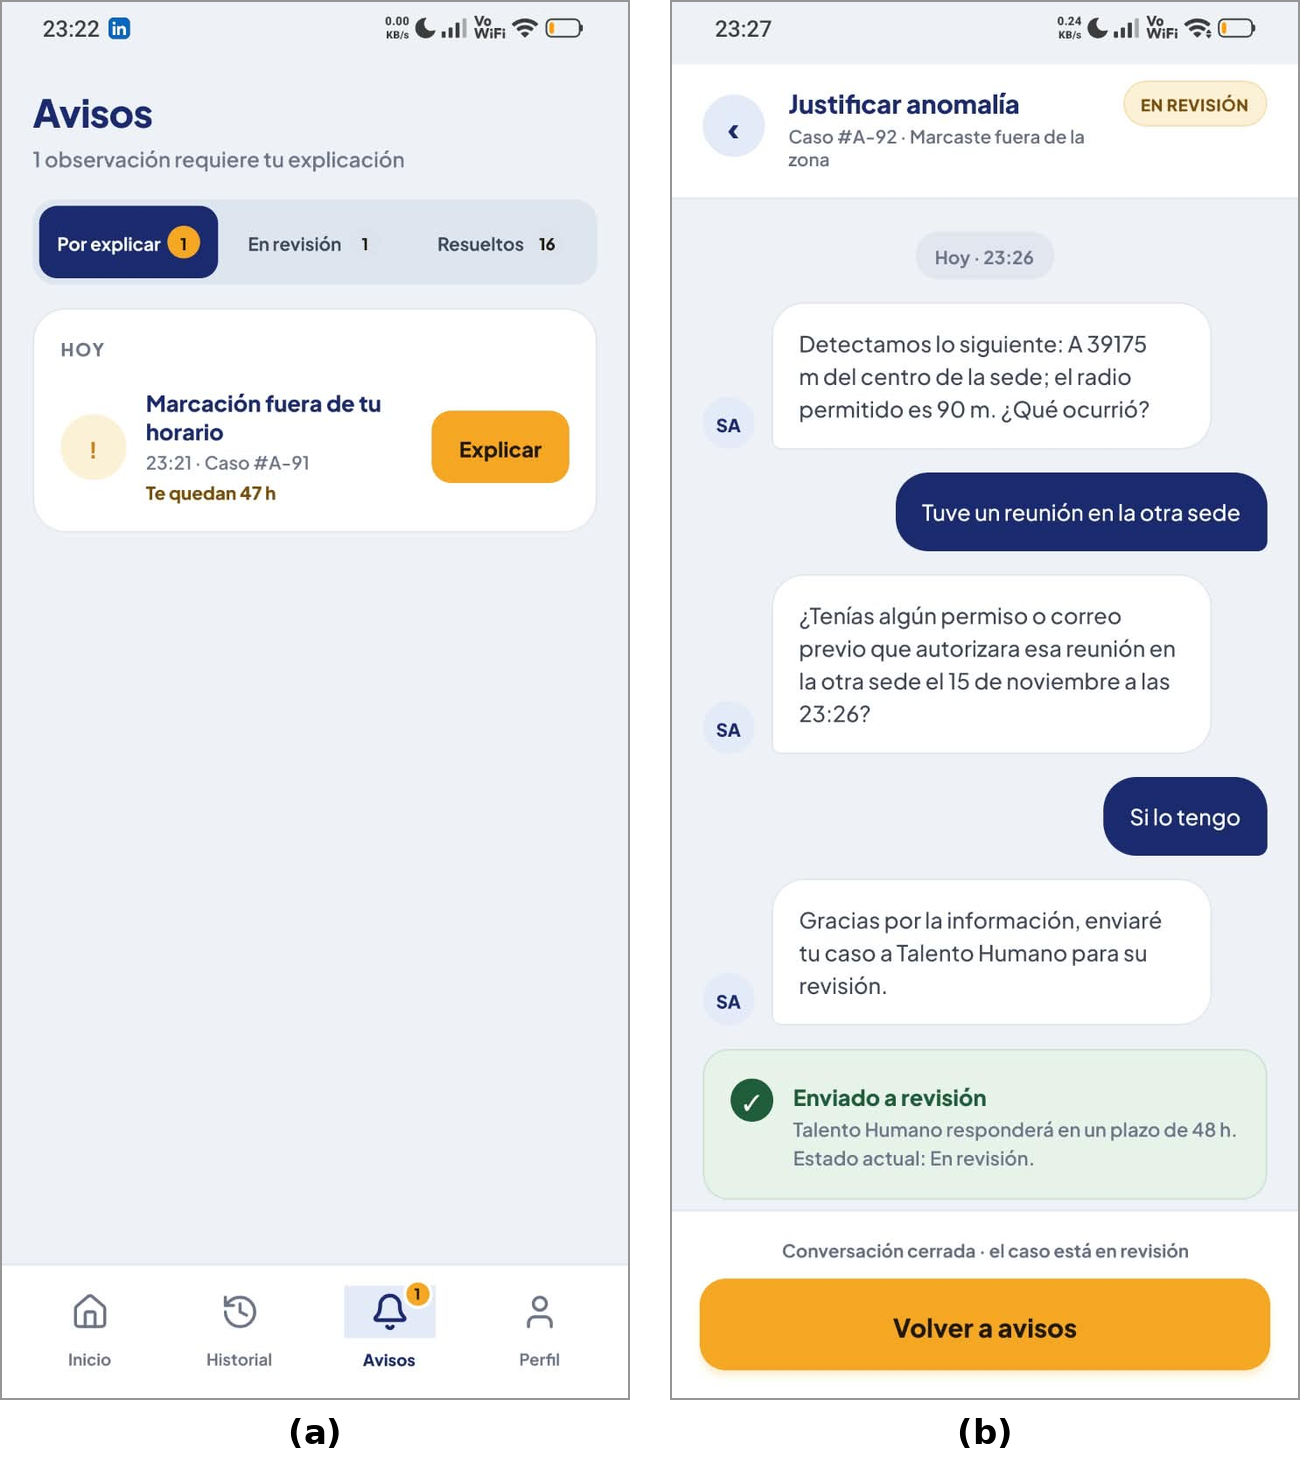 23:22 in 0.00 KB/s Vo WiFi
Avisos
1 observación requiere tu explicación
Por explicar 1 En revisión 1 Resueltos 16
HOY
!
Marcación fuera de tu
horario
23:21 · Caso #A-91
Te quedan 47 h
Explicar
1
Inicio Historial Avisos Perfil
(a)
23:27 0.24 KB/s Vo WiFi
‹
Justificar anomalía
EN REVISIÓN
Caso #A-92 · Marcaste fuera de la
zona
Hoy · 23:26
Detectamos lo siguiente: A 39175
m del centro de la sede; el radio
permitido es 90 m. ¿Qué ocurrió?
SA
Tuve un reunión en la otra sede
¿Tenías algún permiso o correo
previo que autorizara esa reunión en
la otra sede el 15 de noviembre a las
23:26?
SA
Si lo tengo
Gracias por la información, enviaré
tu caso a Talento Humano para su
revisión.
SA
✓
Enviado a revisión
Talento Humano responderá en un plazo de 48 h.
Estado actual: En revisión.
Conversación cerrada · el caso está en revisión
Volver a avisos
(b)